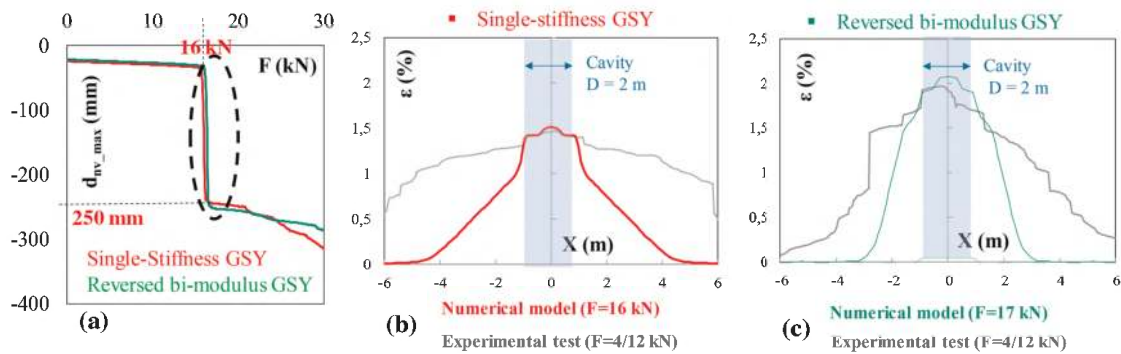 0 10 20 30
0
-100
-200
-300
-400
16 kN
F (kN)
d_nv_max (mm)
250 mm
Single-Stiffness GSY
Reversed bi-modulus GSY
(a)
Single-stiffness GSY
2,5
2
1,5
1
0,5
0
ε (%)
Cavity
D = 2 m
X (m)
-6 -4 -2 0 2 4 6
Numerical model (F=16 kN)
(b)
Experimental test (F=4/12 kN)
Reversed bi-modulus GSY
2,5
2
1,5
1
0,5
0
ε (%)
Cavity
D = 2 m
X (m)
-6 -4 -2 0 2 4 6
Numerical model (F=17 kN)
(c)
Experimental test (F=4/12 kN)